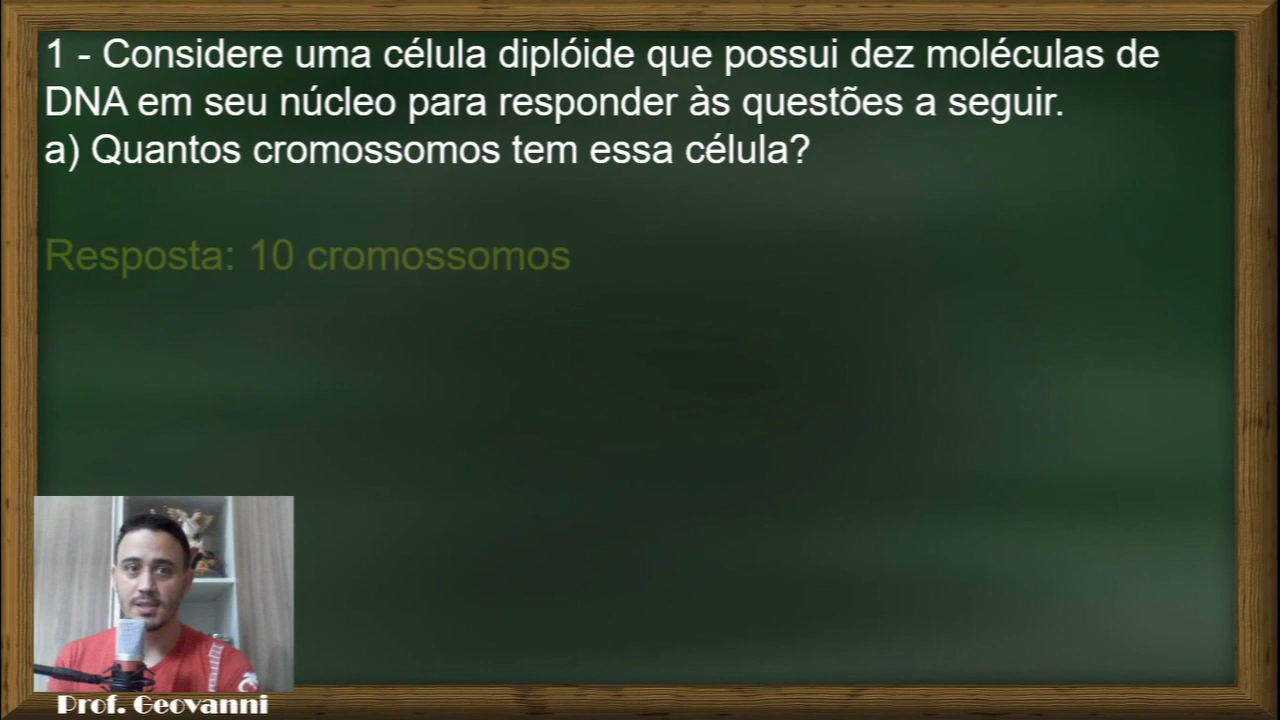 1 - Considere uma célula diplóide que possui dez moléculas de
DNA em seu núcleo para responder às questões a seguir.
a) Quantos cromossomos tem essa célula?
Resposta: 10 cromossomos
Prof. Geovanni